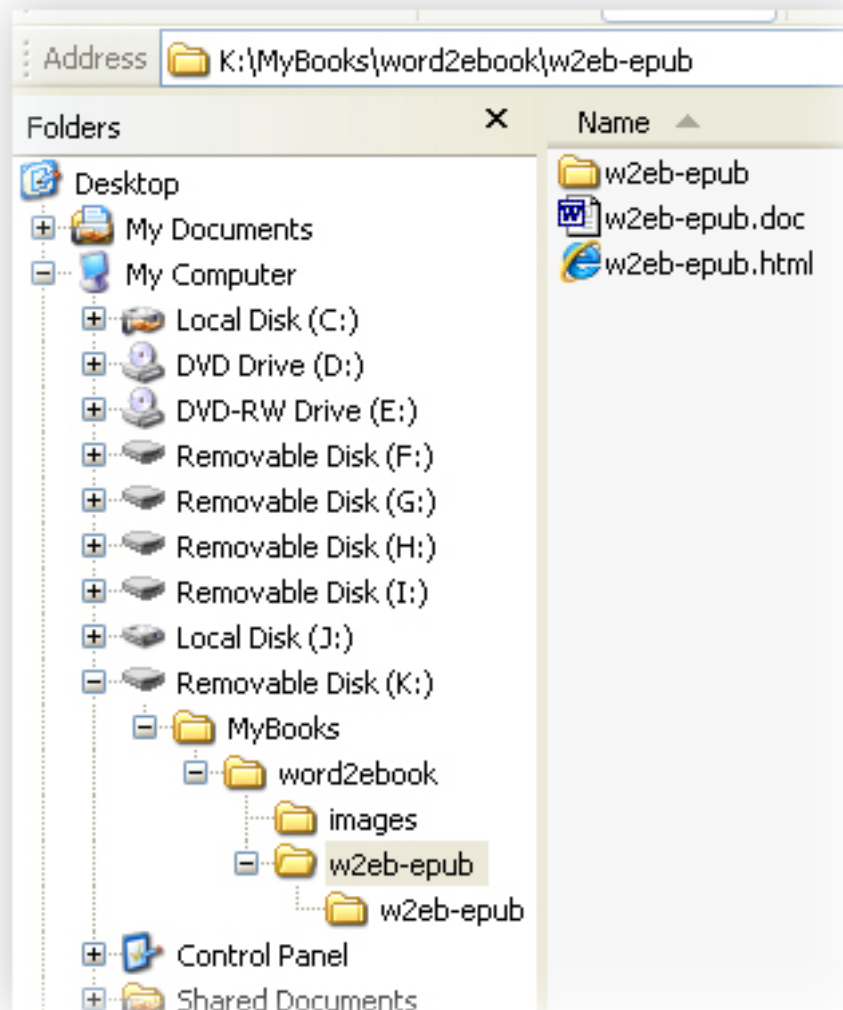 Address K:\MyBooks\word2ebook\w2eb-epub
Folders
Desktop
My Documents
My Computer
Local Disk (C:)
DVD Drive (D:)
DVD-RW Drive (E:)
Removable Disk (F:)
Removable Disk (G:)
Removable Disk (H:)
Removable Disk (I:)
Local Disk (J:)
Removable Disk (K:)
MyBooks
word2ebook
images
w2eb-epub
w2eb-epub
Control Panel
Shared Documents
Name
w2eb-epub
w2eb-epub.doc
w2eb-epub.html